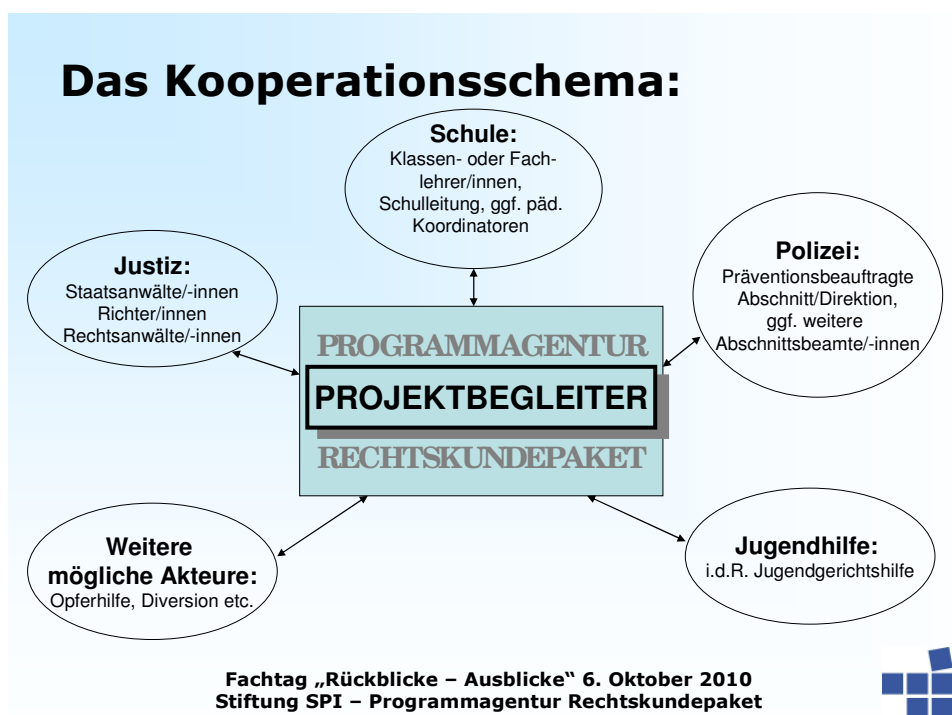 Das Kooperationsschema:
Schule:
Klassen- oder Fach-
lehrer/innen,
Schulleitung, ggf. päd.
Koordinatoren
Justiz:
Staatsanwälte/-innen
Richter/innen
Rechtsanwälte/-innen
Polizei:
Präventionsbeauftragte
Abschnitt/Direktion,
ggf. weitere
Abschnittsbeamte/-innen
PROGRAMMAGENTUR
PROJEKTBEGLEITER
RECHTSKUNDEPAKET
Weitere
mögliche Akteure:
Opferhilfe, Diversion etc.
Jugendhilfe:
i.d.R. Jugendgerichtshilfe
Fachtag „Rückblicke – Ausblicke“ 6. Oktober 2010
Stiftung SPI – Programmagentur Rechtskundepaket